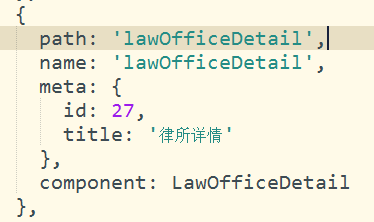 {
path: 'lawOfficeDetail',
name: 'lawOfficeDetail',
meta: {
id: 27,
title: '律所详情'
},
component: LawOfficeDetail
},